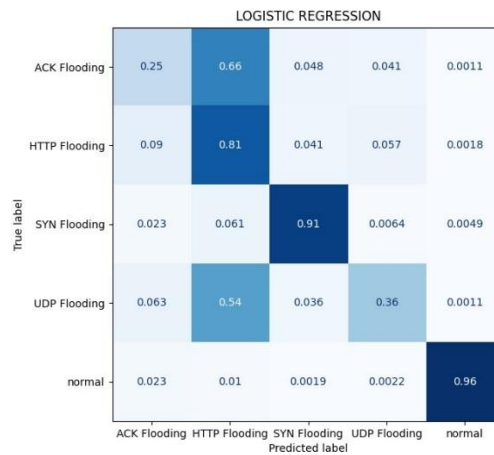 LOGISTIC REGRESSION
ACK Flooding 0.25 0.66 0.048 0.041 0.0011
HTTP Flooding 0.09 0.81 0.041 0.057 0.0018
True label
SYN Flooding 0.023 0.061 0.91 0.0064 0.0049
UDP Flooding 0.063 0.54 0.036 0.36 0.0011
normal 0.023 0.01 0.0019 0.0022 0.96
ACK Flooding HTTP Flooding SYN Flooding UDP Flooding normal
Predicted label